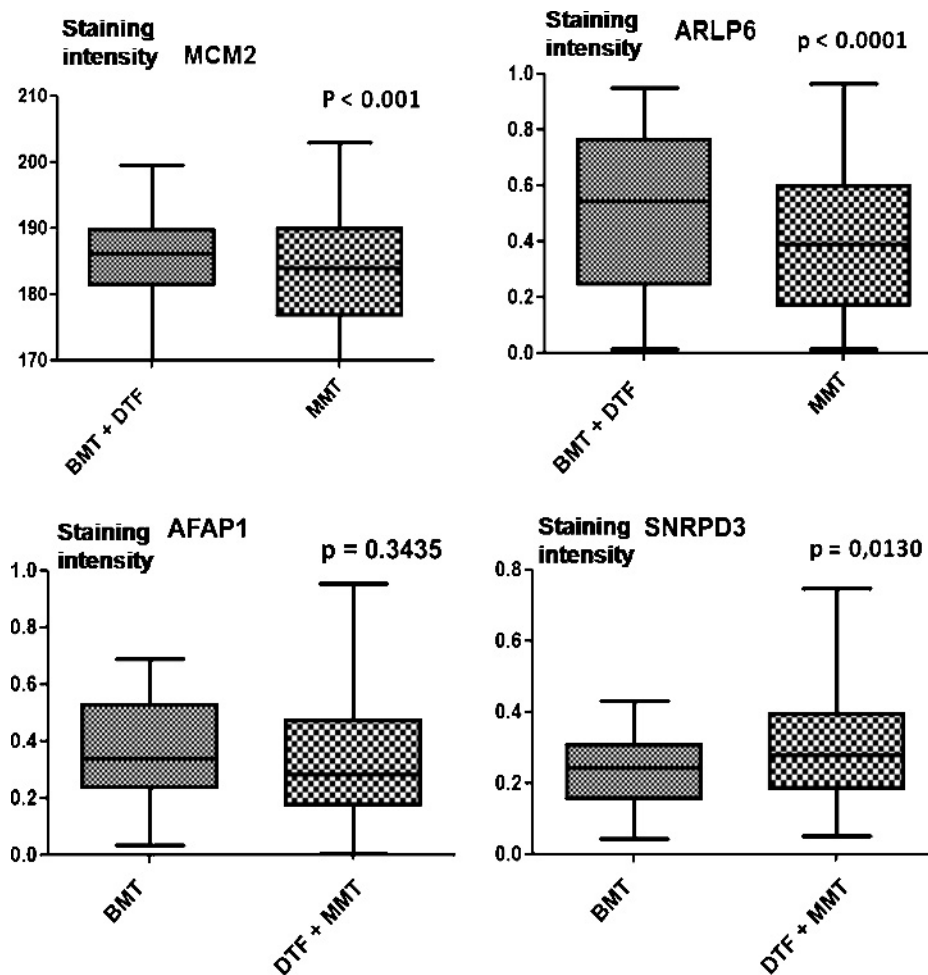 Staining
intensity MCM2
P < 0.001
210
200
190
180
170
BMT + DTF
MMT
Staining
intensity
ARLP6
p < 0.0001
1.0
0.8
0.6
0.4
0.2
0.0
BMT + DTF
MMT
Staining
intensity
AFAP1
p = 0.3435
1.0
0.8
0.6
0.4
0.2
0.0
BMT
DTF + MMT
Staining
intensity
SNRPD3
p = 0,0130
0.8
0.6
0.4
0.2
0.0
BMT
DTF + MMT